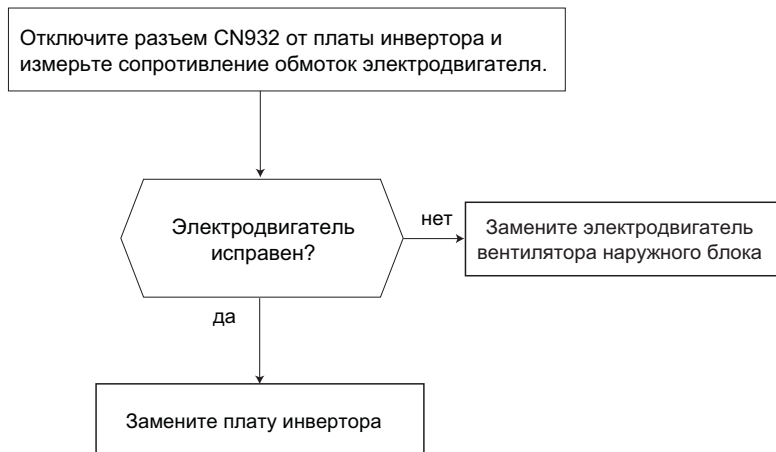 Отключите разъем CN932 от платы инвертора и
измерьте сопротивление обмоток электродвигателя.
Электродвигатель
исправен?
нет
Замените электродвигатель
вентилятора наружного блока
да
Замените плату инвертора